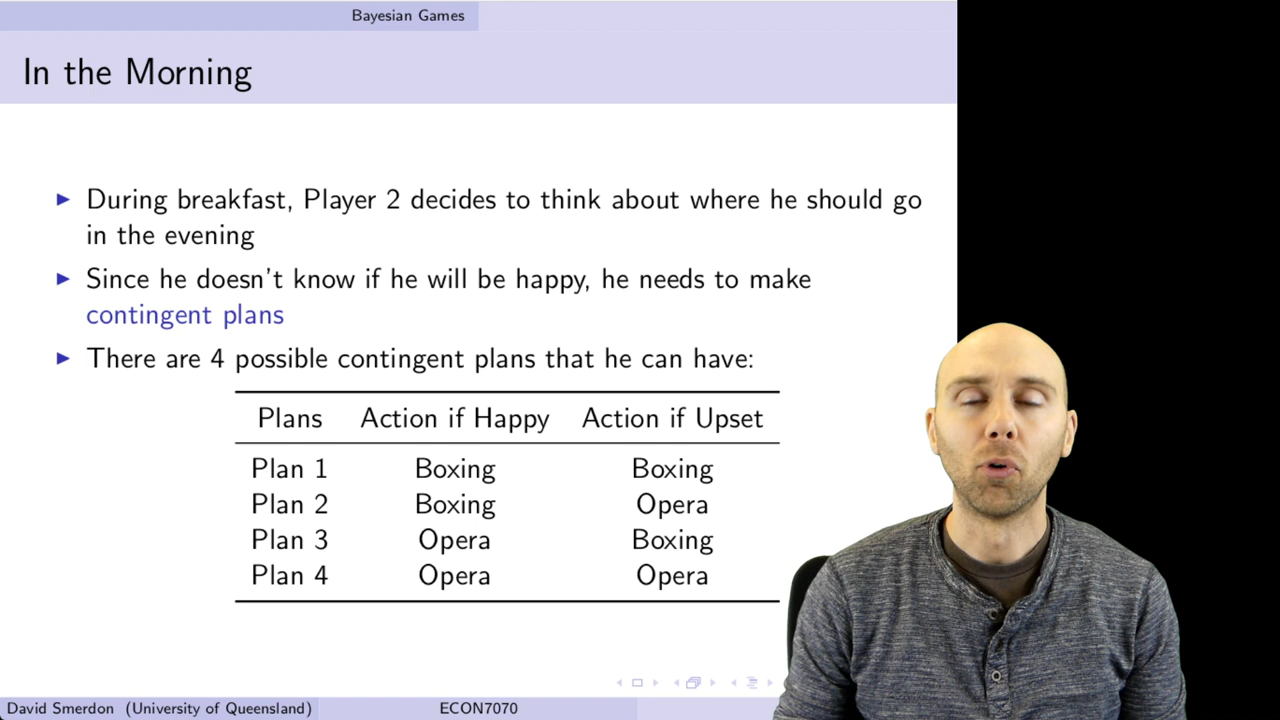 Bayesian Games
In the Morning
During breakfast, Player 2 decides to think about where he should go
in the evening
Since he doesn't know if he will be happy, he needs to make
contingent plans
There are 4 possible contingent plans that he can have:
Plans Action if Happy Action if Upset
Plan 1 Boxing Boxing
Plan 2 Boxing Opera
Plan 3 Opera Boxing
Plan 4 Opera Opera
David Smerdon (University of Queensland) ECON7070